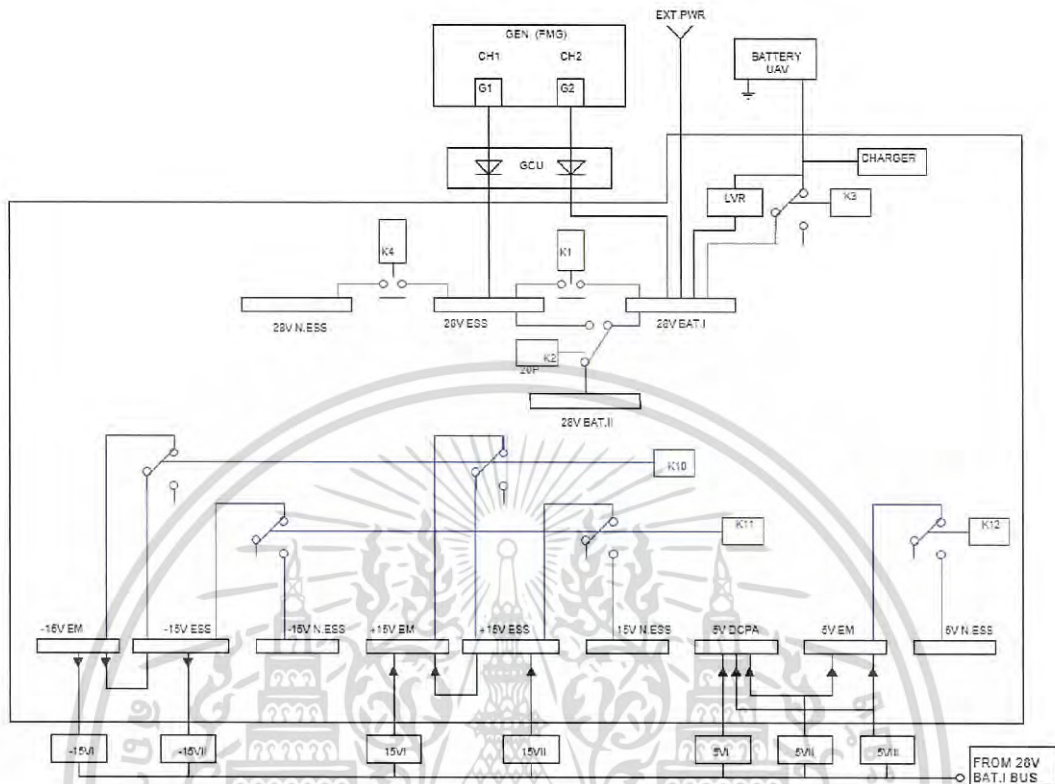 EXT.PWR
GEN. (PMG)
CH1 CH2
G1 G2
BATTERY
UAV
GCU
CHARGER
LVR
K3
K4
K1
28V N.ESS
28V ESS
28V BAT.I
K2
28V BAT.II
K10
K11
K12
-15V EM
-15V ESS
-15V N.ESS
+15V EM
+15V ESS
15V N.ESS
5V DCPA
5V EM
5V N.ESS
-15VI
-15VII
15VI
15VII
5VI
5VII
5VIII
FROM 28V
BAT.I BUS